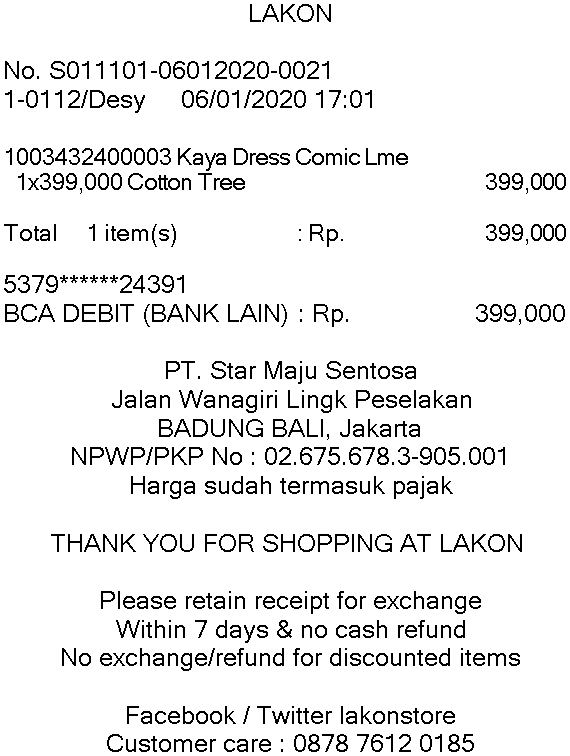 LAKON
No. S011101-06012020-0021
1-0112/Desy 06/01/2020 17:01
1003432400003 Kaya Dress Comic Lme
1x399,000 Cotton Tree 399,000
Total 1 item(s) : Rp. 399,000
5379******24391
BCA DEBIT (BANK LAIN) : Rp. 399,000
PT. Star Maju Sentosa
Jalan Wanagiri Lingk Peselakan
BADUNG BALI, Jakarta
NPWP/PKP No : 02.675.678.3-905.001
Harga sudah termasuk pajak
THANK YOU FOR SHOPPING AT LAKON
Please retain receipt for exchange
Within 7 days & no cash refund
No exchange/refund for discounted items
Facebook / Twitter lakonstore
Customer care : 0878 7612 0185